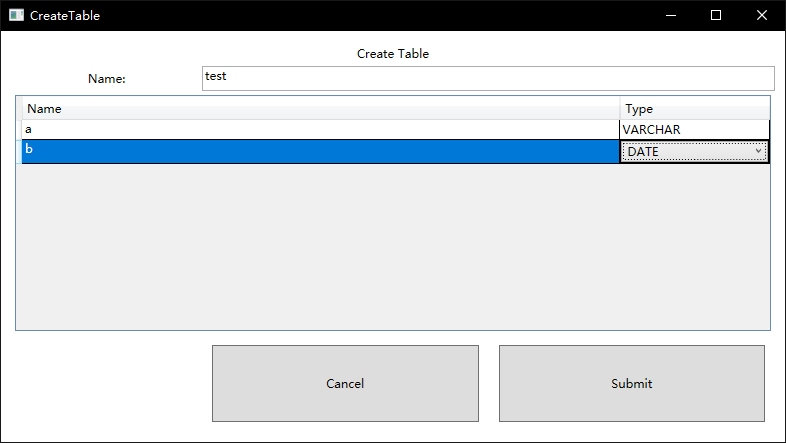 CreateTable
Create Table
Name: test
Name Type
a VARCHAR
b DATE
Cancel Submit